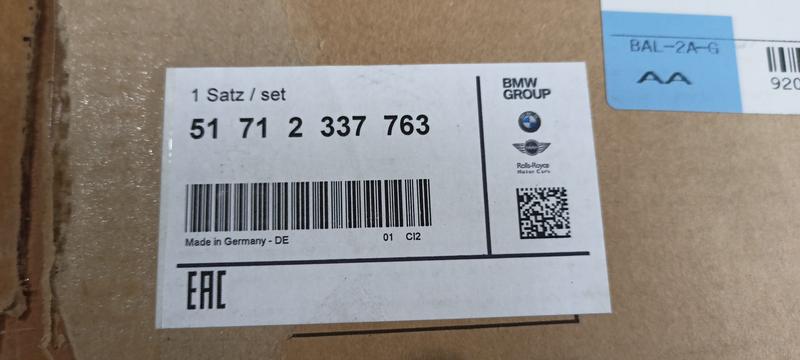 BAL-2A-G
AA
920
1 Satz / set
51 71 2 337 763
BMW
GROUP
Rolls-Royce
Motor Cars
Made in Germany - DE
01 CI2
EAC